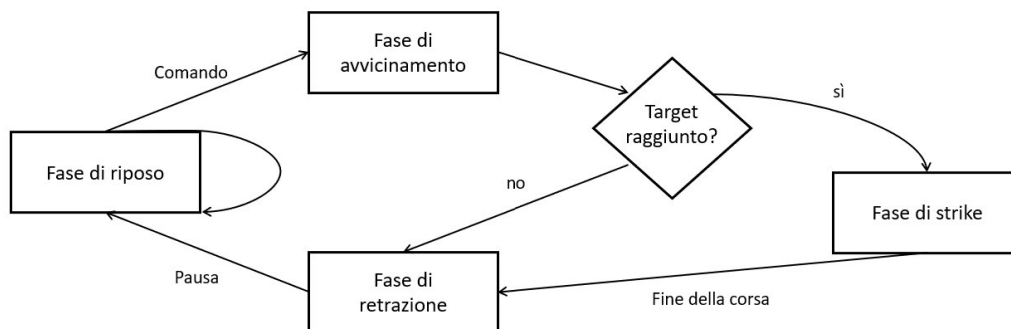 Fase di
avvicinamento
Comando
Target
raggiunto?
sì
Fase di riposo
no
Fase di strike
Pausa
Fase di
retrazione
Fine della corsa